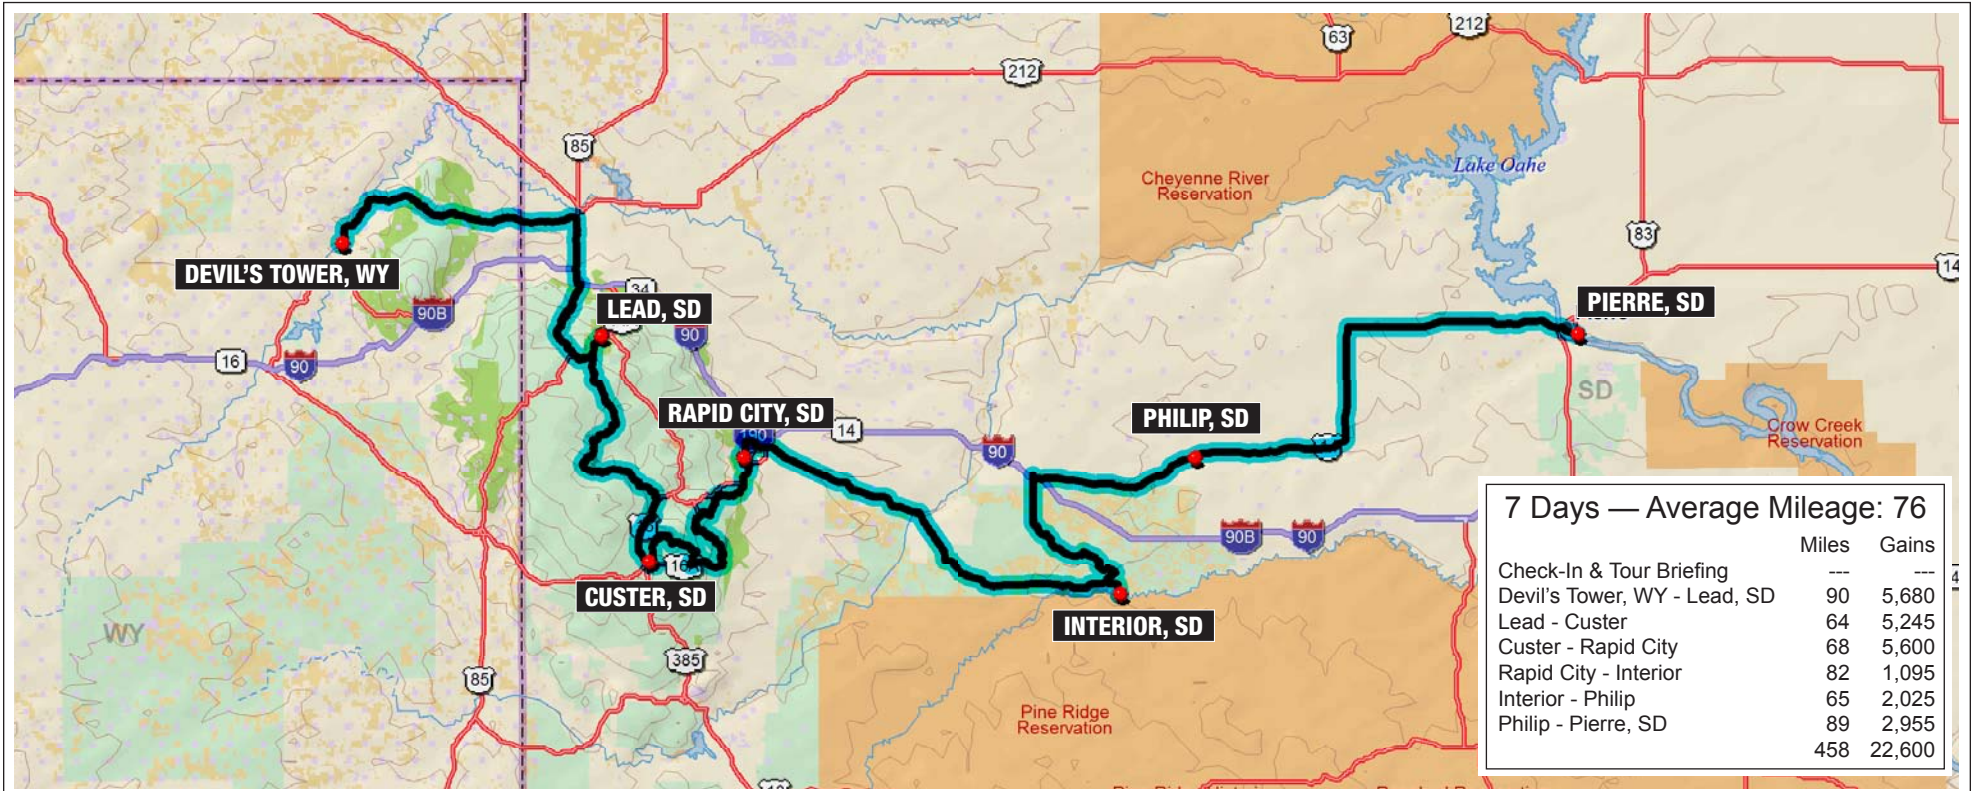 212
63
212
85
Cheyenne River
Reservation
Lake Oahe
83
14
DEVIL'S TOWER, WY
34
LEAD, SD
PIERRE, SD
90B
90
16
90
SD
RAPID CITY, SD
190
14
PHILIP, SD
Crow Creek
Reservation
90
90B
90
16
CUSTER, SD
INTERIOR, SD
WY
385
85
Pine Ridge
Reservation
7 Days — Average Mileage: 76
Miles Gains
Check-In & Tour Briefing --- ---
Devil's Tower, WY - Lead, SD 90 5,680
Lead - Custer 64 5,245
Custer - Rapid City 68 5,600
Rapid City - Interior 82 1,095
Interior - Philip 65 2,025
Philip - Pierre, SD 89 2,955
458 22,600